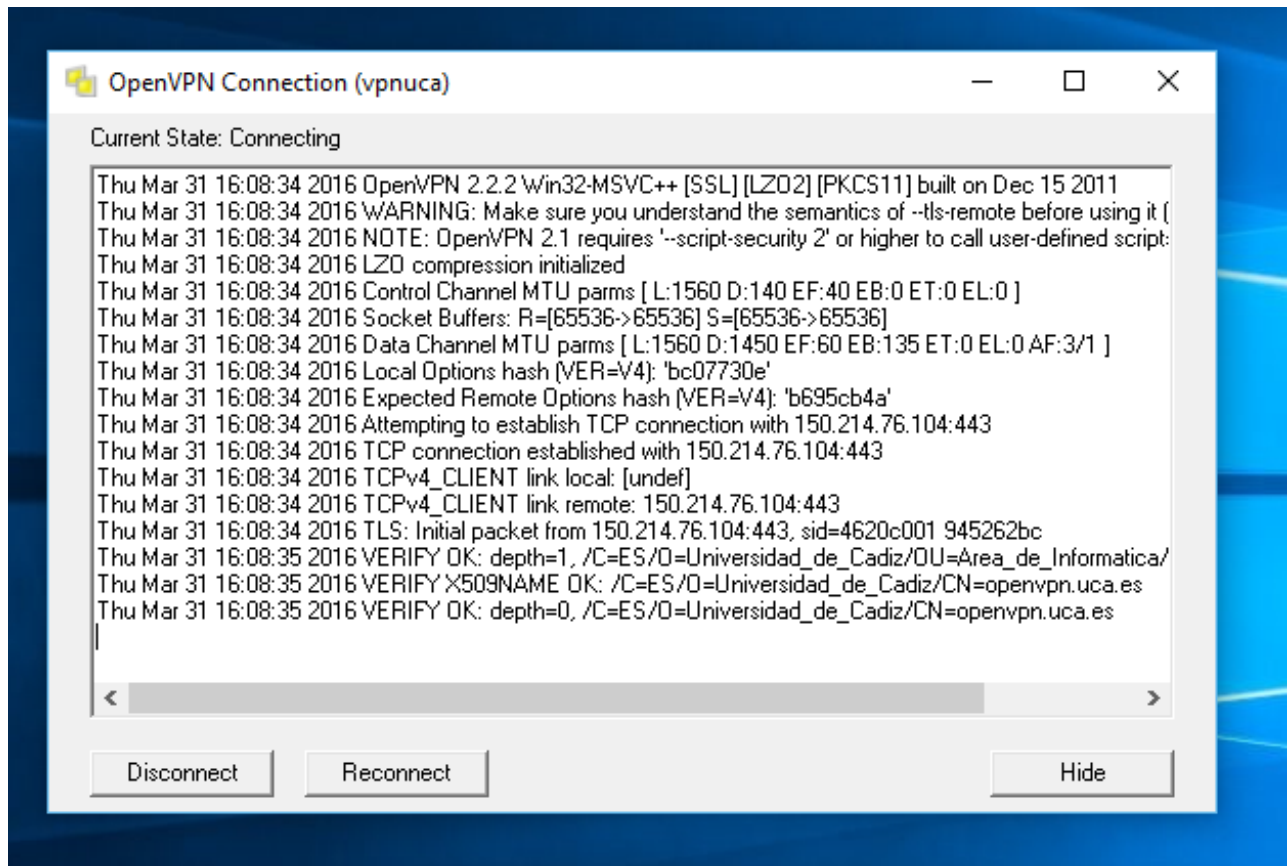 OpenVPN Connection (vpnuca)
Current State: Connecting
Thu Mar 31 16:08:34 2016 OpenVPN 2.2.2 Win32-MSVC++ [SSL] [LZO2] [PKCS11] built on Dec 15 2011
Thu Mar 31 16:08:34 2016 WARNING: Make sure you understand the semantics of --tls-remote before using it (
Thu Mar 31 16:08:34 2016 NOTE: OpenVPN 2.1 requires '--script-security 2' or higher to call user-defined script
Thu Mar 31 16:08:34 2016 LZO compression initialized
Thu Mar 31 16:08:34 2016 Control Channel MTU parms [ L:1560 D:140 EF:40 EB:0 ET:0 EL:0 ]
Thu Mar 31 16:08:34 2016 Socket Buffers: R=[65536->65536] S=[65536->65536]
Thu Mar 31 16:08:34 2016 Data Channel MTU parms [ L:1560 D:1450 EF:60 EB:135 ET:0 EL:0 AF:3/1 ]
Thu Mar 31 16:08:34 2016 Local Options hash (VER=V4): 'bc07730e'
Thu Mar 31 16:08:34 2016 Expected Remote Options hash (VER=V4): 'b695cb4a'
Thu Mar 31 16:08:34 2016 Attempting to establish TCP connection with 150.214.76.104:443
Thu Mar 31 16:08:34 2016 TCP connection established with 150.214.76.104:443
Thu Mar 31 16:08:34 2016 TCPv4_CLIENT link local: [undef]
Thu Mar 31 16:08:34 2016 TCPv4_CLIENT link remote: 150.214.76.104:443
Thu Mar 31 16:08:34 2016 TLS: Initial packet from 150.214.76.104:443, sid=4620c001 945262bc
Thu Mar 31 16:08:35 2016 VERIFY OK: depth=1, /C=ES/O=Universidad_de_Cadiz/OU=Area_de_Informatica/
Thu Mar 31 16:08:35 2016 VERIFY X509NAME OK: /C=ES/O=Universidad_de_Cadiz/CN=openvpn.uca.es
Thu Mar 31 16:08:35 2016 VERIFY OK: depth=0, /C=ES/O=Universidad_de_Cadiz/CN=openvpn.uca.es
Disconnect
Reconnect
Hide